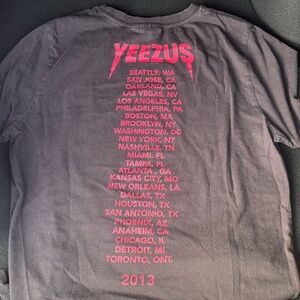 YEEZUS
SEATTLE, WA
SAN JOSE, CA
OAKLAND, CA
LAS VEGAS, NV
LOS ANGELES, CA
PHILADELPHIA, PA
BOSTON, MA
BROOKLYN, NY
WASHINGTON, DC
NEW YORK, NY
NASHVILLE, TN
MIAMI, FL
TAMPA, FL
ATLANTA , GA
KANSAS CITY, MO
NEW ORLEANS, LA
DALLAS, TX
HOUSTON, TX
SAN ANTONIO, TX
PHOENIX, AZ
ANAHEIM, CA
CHICAGO, IL
DETROIT, MI
TORONTO, ONT.
2013